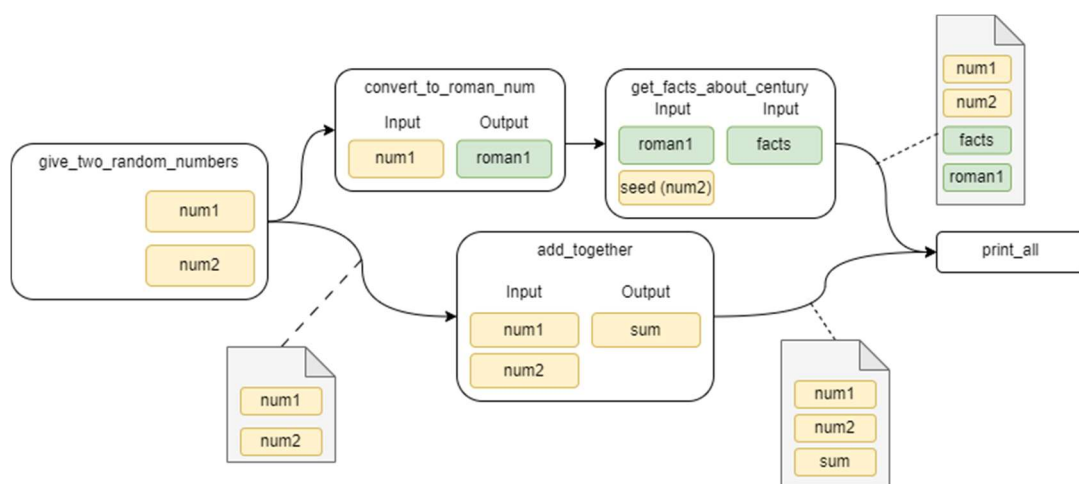 give_two_random_numbers
num1
num2
convert_to_roman_num
Input Output
num1 roman1
get_facts_about_century
Input Input
roman1 facts
seed (num2)
add_together
Input Output
num1 sum
num2
print_all
num1
num2
facts
roman1
num1
num2
num1
num2
sum